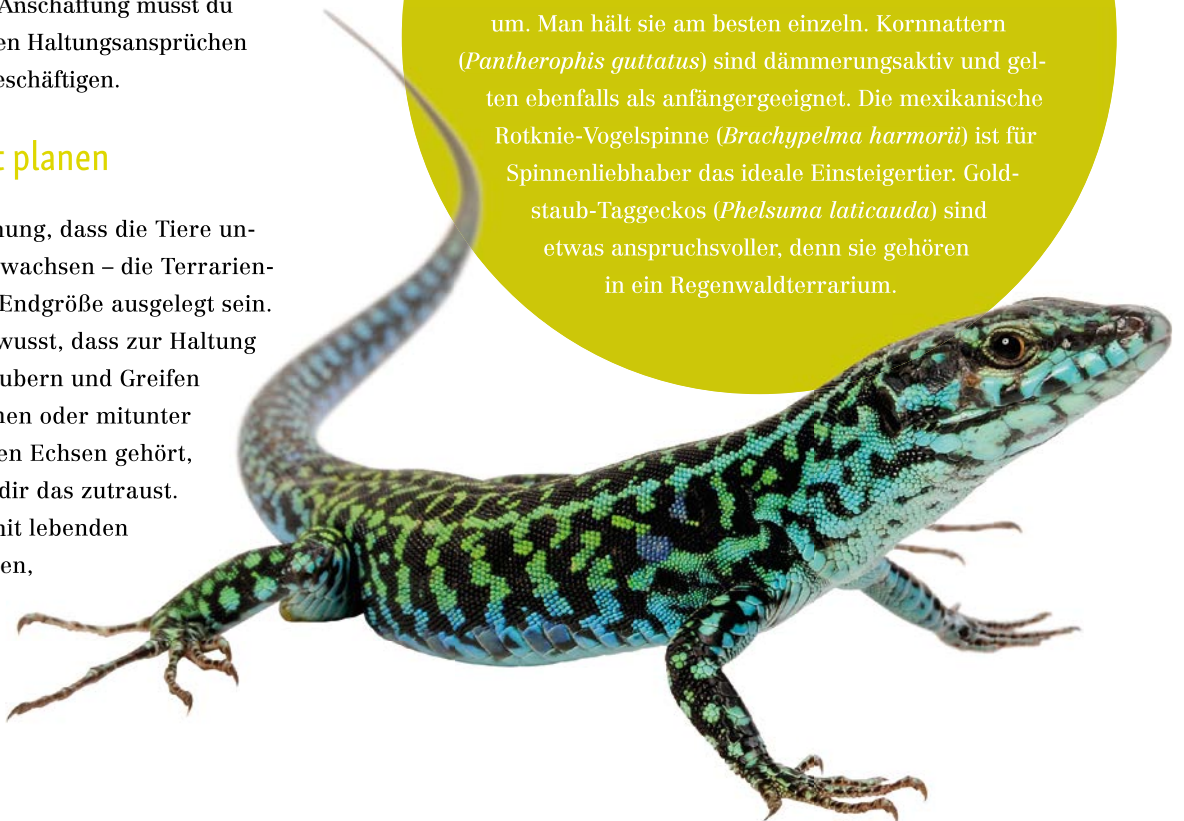 Anschaffung musst du
en Haltungsansprüchen
eschäftigen.
t planen
nung, dass die Tiere un-
wachsen – die Terrarien-
Endgröße ausgelegt sein.
wusst, dass zur Haltung
ubern und Greifen
hen oder mitunter
en Echsen gehört,
dir das zutraust.
mit lebenden
en,
um. Man hält sie am besten einzeln. Kornnattern
(Pantherophis guttatus) sind dämmerungsaktiv und gel-
ten ebenfalls als anfängergeeignet. Die mexikanische
Rotknie-Vogelspinne (Brachypelma harmorii) ist für
Spinnenliebhaber das ideale Einsteigertier. Gold-
staub-Taggeckos (Phelsuma laticauda) sind
etwas anspruchsvoller, denn sie gehören
in ein Regenwaldterrarium.